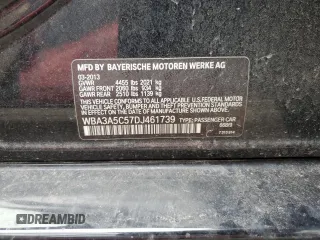 MFD BY BAYERISCHE MOTOREN WERKE AG
03-2013
GVWR 4455 lbs 2021 kg
GAWR FRONT 2060 lbs 934 kg
GAWR REAR 2510 lbs 1139 kg
THIS VEHICLE CONFORMS TO ALL APPLICABLE U.S. FEDERAL
MOTOR VEHICLE SAFETY, BUMPER, AND THEFT PREVENTION STANDARDS
IN EFFECT ON THE DATE OF MANUFACTURE SHOWN ABOVE.
WBA3A5C57DJ461739 TYPE: PASSENGER CAR
DREAMBID